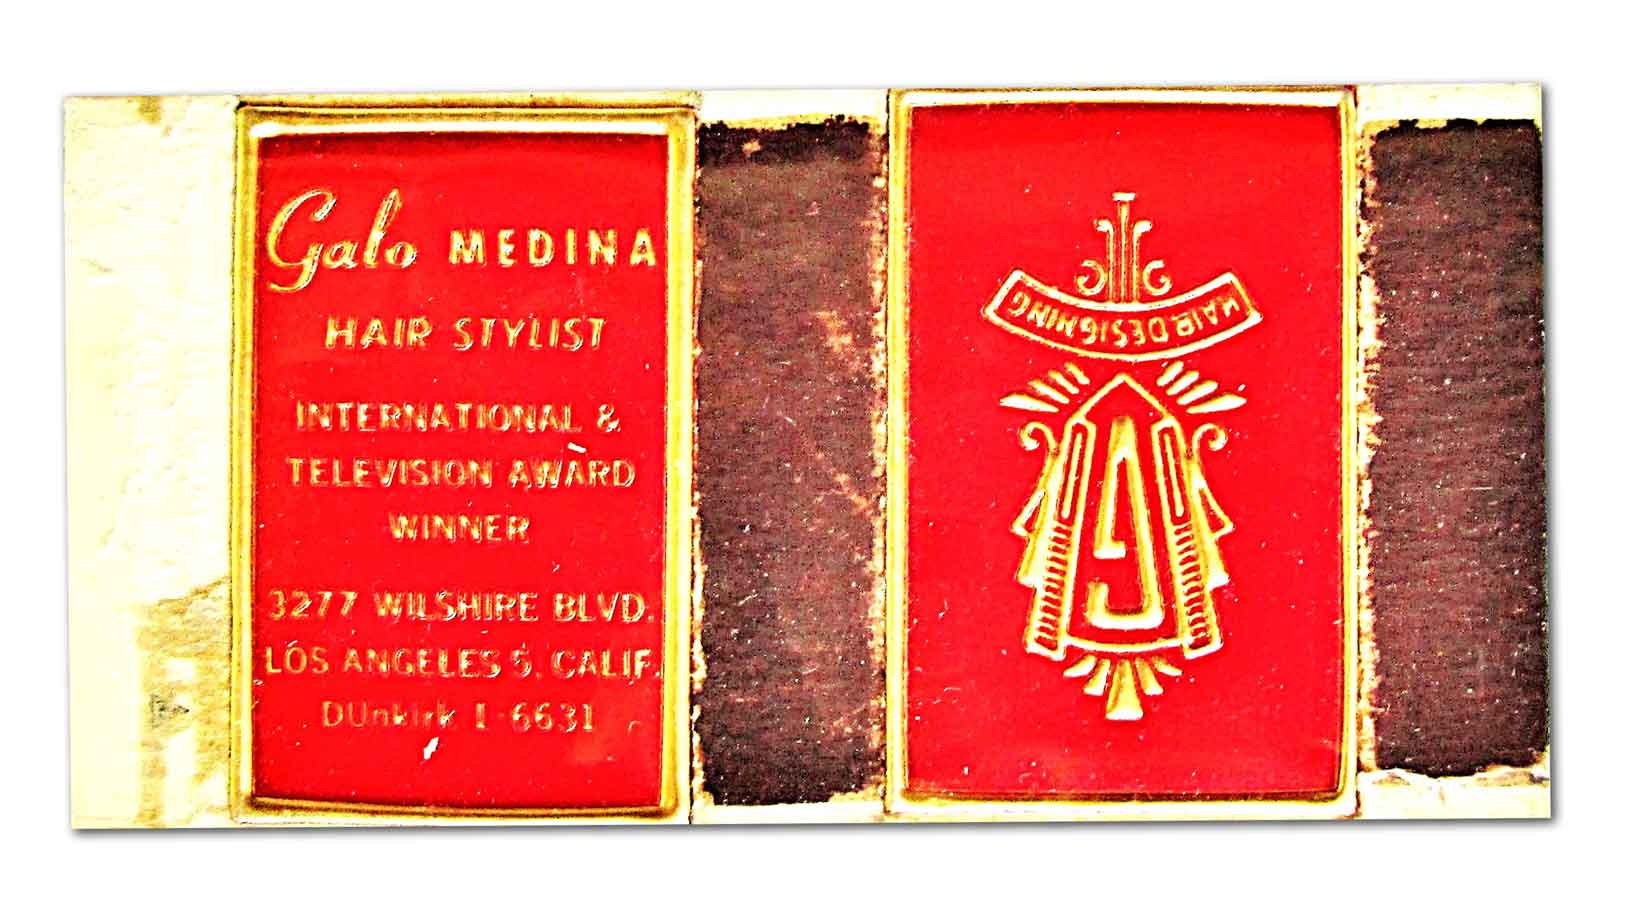 Galo MEDINA
HAIR STYLIST
INTERNATIONAL &
TELEVISION AWARD
WINNER
3277 WILSHIRE BLVD.
LOS ANGELES 5, CALIF.
DUnkirk 1-6631
G
HAIR DESIGNING